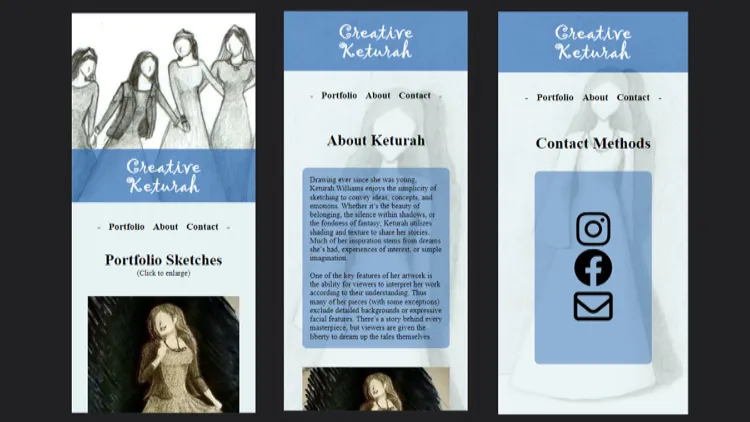 Creative
Keturah
- Portfolio About Contact -
Portfolio Sketches
(Click to enlarge)
Creative
Keturah
- Portfolio About Contact -
About Keturah
Drawing ever since she was young,
Keturah Williams enjoys the simplicity of
sketching to convey ideas, concepts, and
emotions. Whether it's the beauty of
belonging, the silence within shadows, or
the fondness of fantasy, Keturah utilizes
shading and texture to share her stories.
Much of her inspiration stems from dreams
she's had, experiences of interest, or simple
imagination.
One of the key features of her artwork is
the ability for viewers to interpret her work
according to their understanding. Thus
many of her pieces (with some exceptions)
exclude detailed backgrounds or expressive
facial features. There's a story behind every
masterpiece, but viewers are given the
liberty to dream up the tales themselves.
Creative
Keturah
- Portfolio About Contact -
Contact Methods